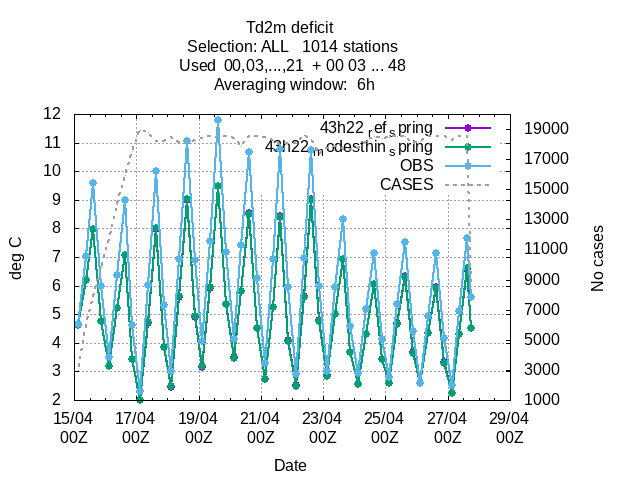 Td2m deficit
Selection: ALL   1014 stations
Used  00,03,...,21  + 00 03 ... 48
Averaging window:  6h
43h22_ref_spring
43h22_modesthin_spring
OBS
CASES
12
11
10
9
8
7
6
5
4
3
2
deg C
19000
17000
15000
13000
11000
9000
7000
5000
3000
1000
No cases
15/04 17/04 19/04 21/04 23/04 25/04 27/04 29/04
00Z 00Z 00Z 00Z 00Z 00Z 00Z 00Z
Date